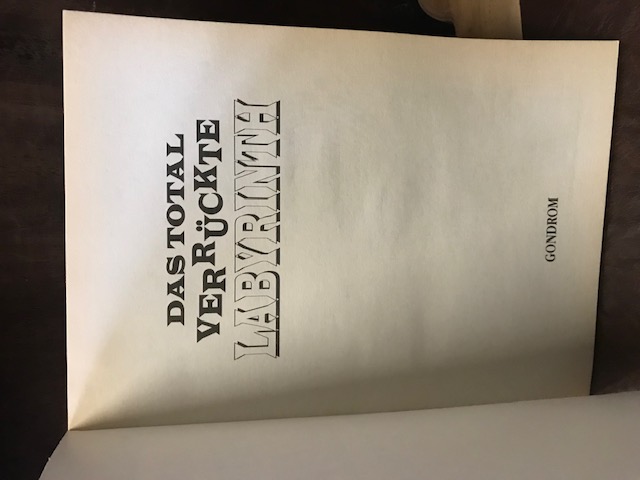 DAS TOTAL
VERRÜCKTE
LABYRINTH
GONDROM